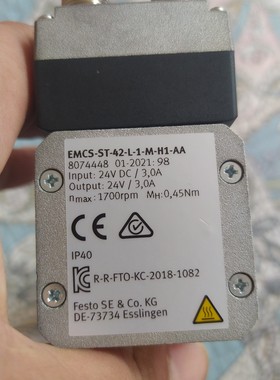 EMCS-ST-42-L-1-M-H1-AA
8074448 01-2021: 98
Input: 24V DC / 3,0A
Output: 24V / 3,0A
nmax: 1700rpm MH: 0,45Nm
IP40
R-R-FTO-KC-2018-1082
Festo SE & Co. KG
DE-73734 Esslingen